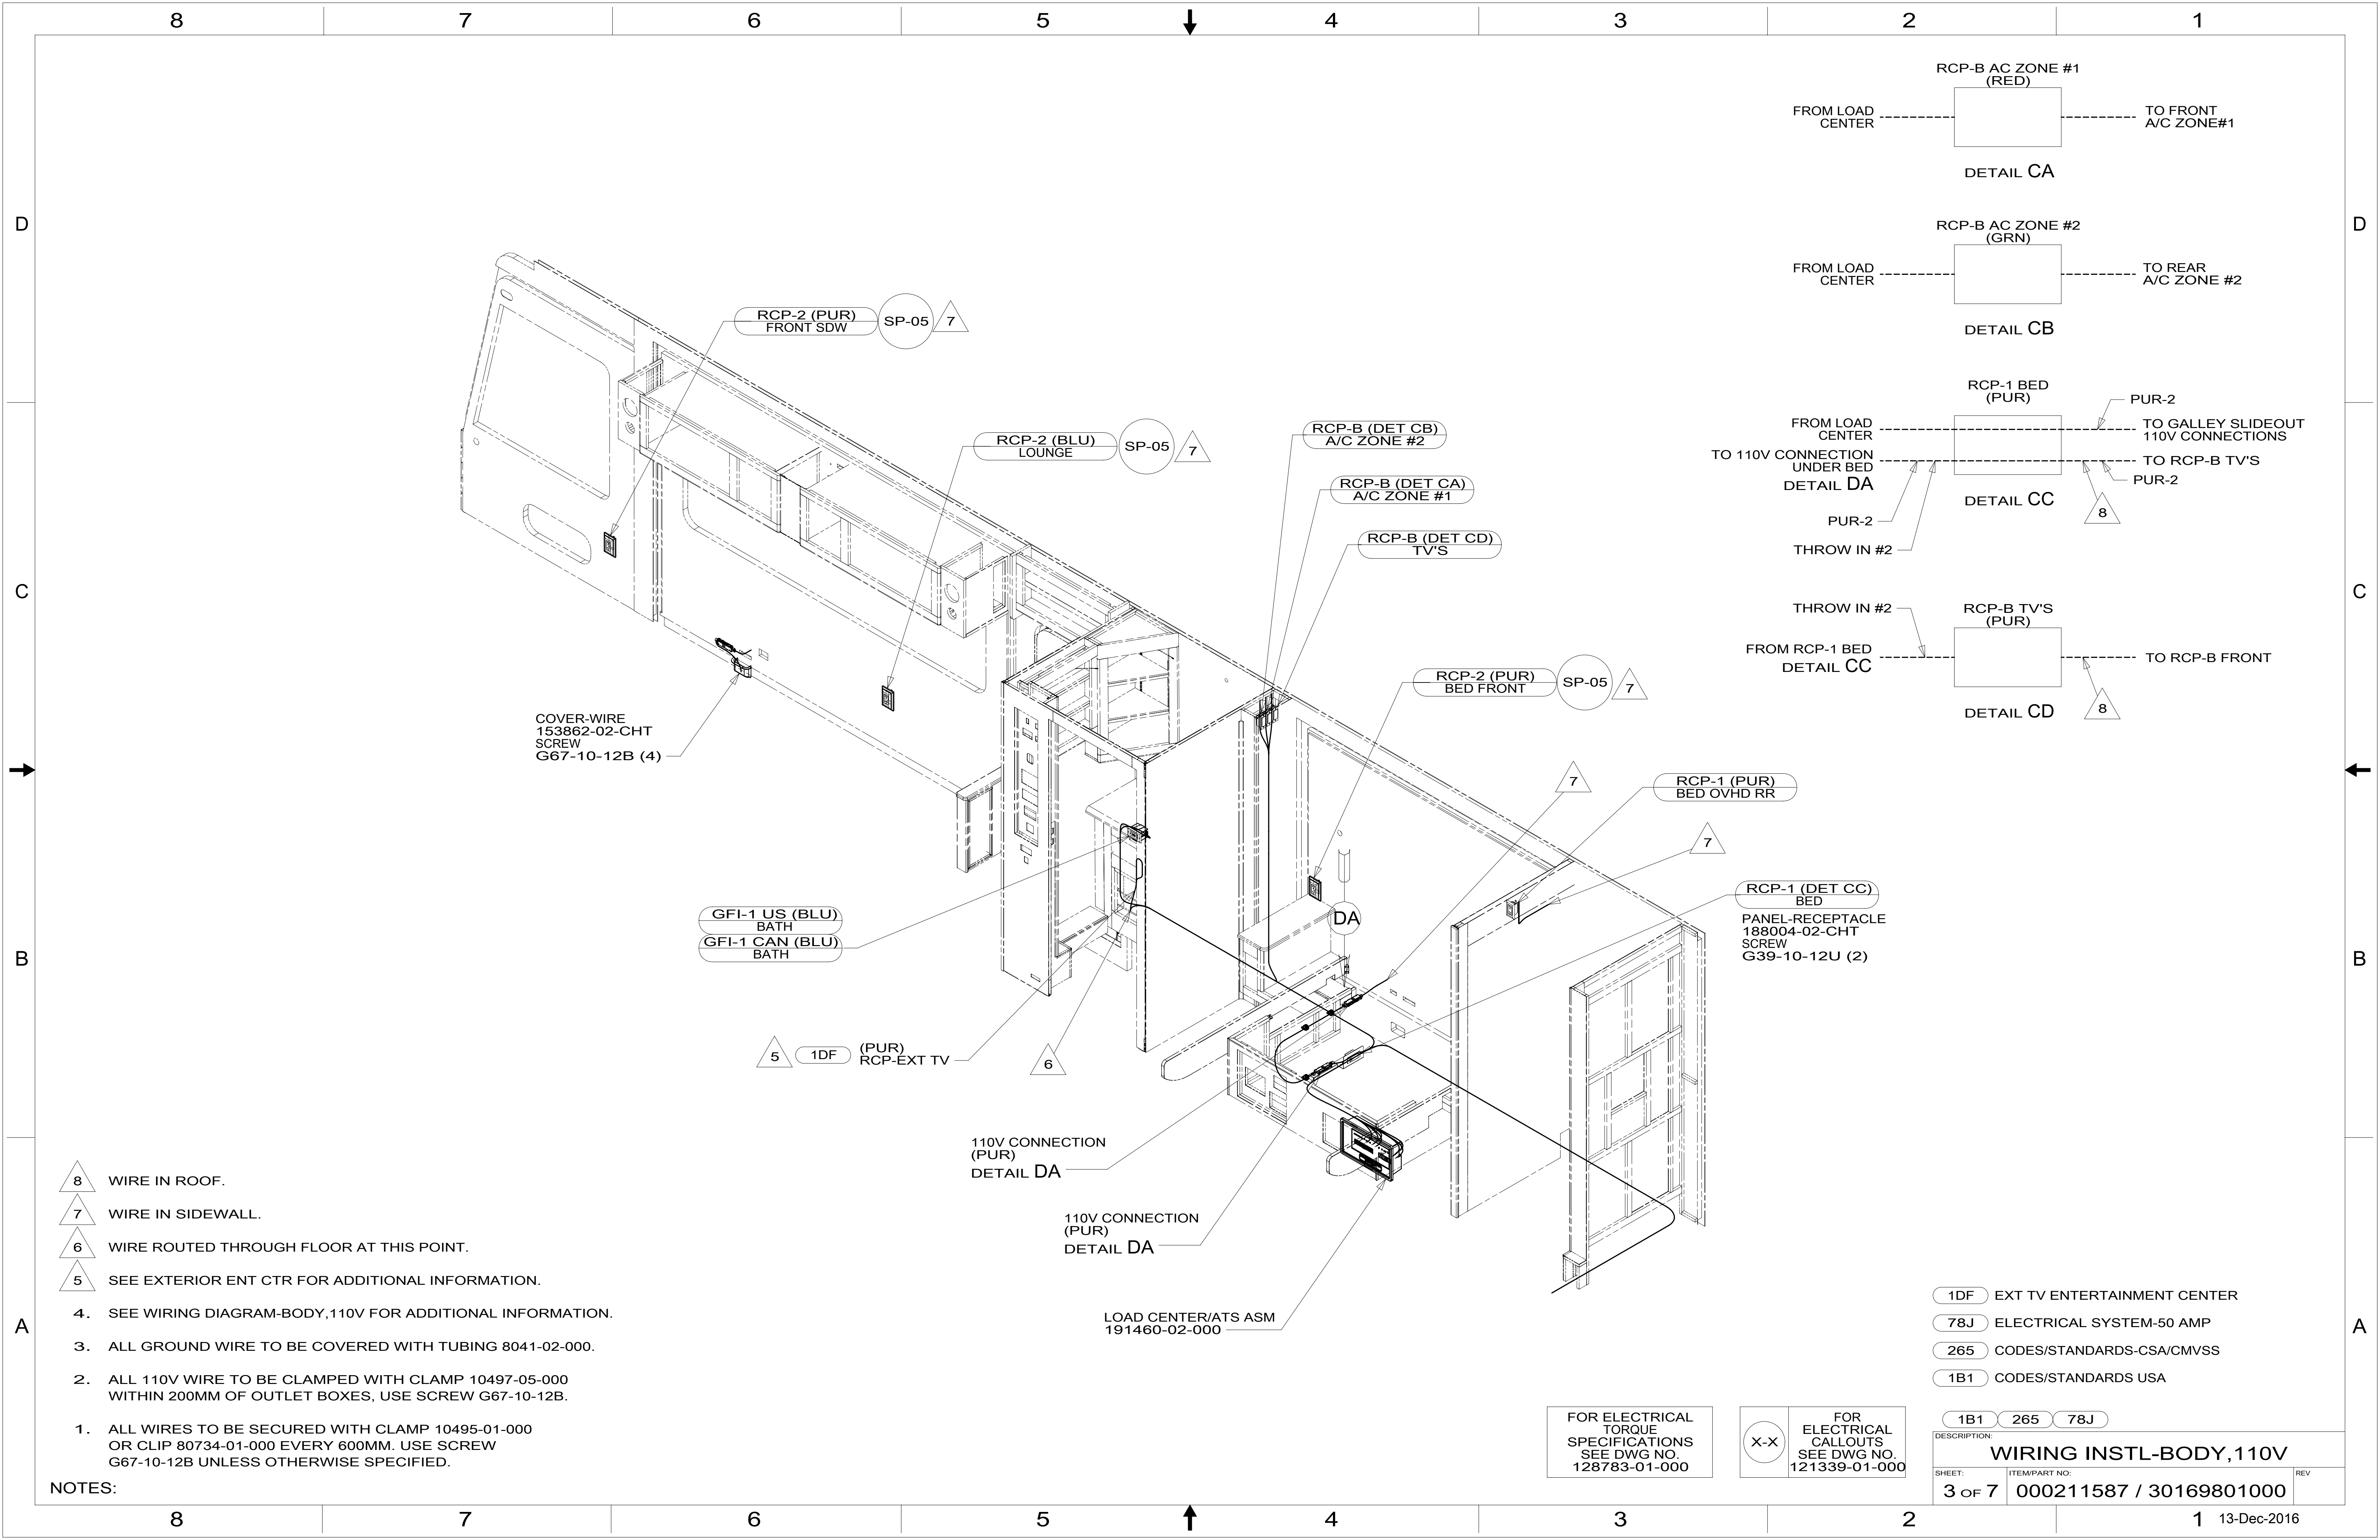 8 7 6 5 4 3 2 1
RCP-B AC ZONE #1
(RED)
FROM LOAD
CENTER
TO FRONT
A/C ZONE#1
DETAIL CA
D
D
RCP-B AC ZONE #2
(GRN)
FROM LOAD
CENTER
TO REAR
A/C ZONE #2
DETAIL CB
RCP-2 (PUR)
FRONT SDW
SP-05
7
RCP-1 BED
(PUR)
PUR-2
FROM LOAD
CENTER
TO GALLEY SLIDEOUT
110V CONNECTIONS
TO 110V CONNECTION
UNDER BED
DETAIL DA
TO RCP-B TV'S
PUR-2
DETAIL CC
8
PUR-2
THROW IN #2
RCP-2 (BLU)
LOUNGE
SP-05
7
RCP-B (DET CB)
A/C ZONE #2
RCP-B (DET CA)
A/C ZONE #1
RCP-B (DET CD)
TV'S
C
C
THROW IN #2
RCP-B TV'S
(PUR)
FROM RCP-1 BED
DETAIL CC
TO RCP-B FRONT
DETAIL CD
8
RCP-2 (PUR)
BED FRONT
SP-05
7
COVER-WIRE
153862-02-CHT
SCREW
G67-10-12B (4)
7
RCP-1 (PUR)
BED OVHD RR
7
RCP-1 (DET CC)
BED
PANEL-RECEPTACLE
188004-02-CHT
SCREW
G39-10-12U (2)
DA
GFI-1 US (BLU)
BATH
GFI-1 CAN (BLU)
BATH
B
B
5
1DF
(PUR)
RCP-EXT TV
6
110V CONNECTION
(PUR)
DETAIL DA
110V CONNECTION
(PUR)
DETAIL DA
LOAD CENTER/ATS ASM
191460-02-000
8 WIRE IN ROOF.
7 WIRE IN SIDEWALL.
6 WIRE ROUTED THROUGH FLOOR AT THIS POINT.
5 SEE EXTERIOR ENT CTR FOR ADDITIONAL INFORMATION.
4. SEE WIRING DIAGRAM-BODY,110V FOR ADDITIONAL INFORMATION.
3. ALL GROUND WIRE TO BE COVERED WITH TUBING 8041-02-000.
2. ALL 110V WIRE TO BE CLAMPED WITH CLAMP 10497-05-000
WITHIN 200MM OF OUTLET BOXES, USE SCREW G67-10-12B.
1. ALL WIRES TO BE SECURED WITH CLAMP 10495-01-000
OR CLIP 80734-01-000 EVERY 600MM. USE SCREW
G67-10-12B UNLESS OTHERWISE SPECIFIED.
NOTES:
A
A
1DF EXT TV ENTERTAINMENT CENTER
78J ELECTRICAL SYSTEM-50 AMP
265 CODES/STANDARDS-CSA/CMVSS
1B1 CODES/STANDARDS USA
FOR ELECTRICAL
TORQUE
SPECIFICATIONS
SEE DWG NO.
128783-01-000
X-X
FOR
ELECTRICAL
CALLOUTS
SEE DWG NO.
121339-01-000
1B1 265 78J
DESCRIPTION:
WIRING INSTL-BODY,110V
SHEET:
3 OF 7
ITEM/PART NO:
000211587 / 30169801000
REV
8 7 6 5 4 3 2 1
13-Dec-2016